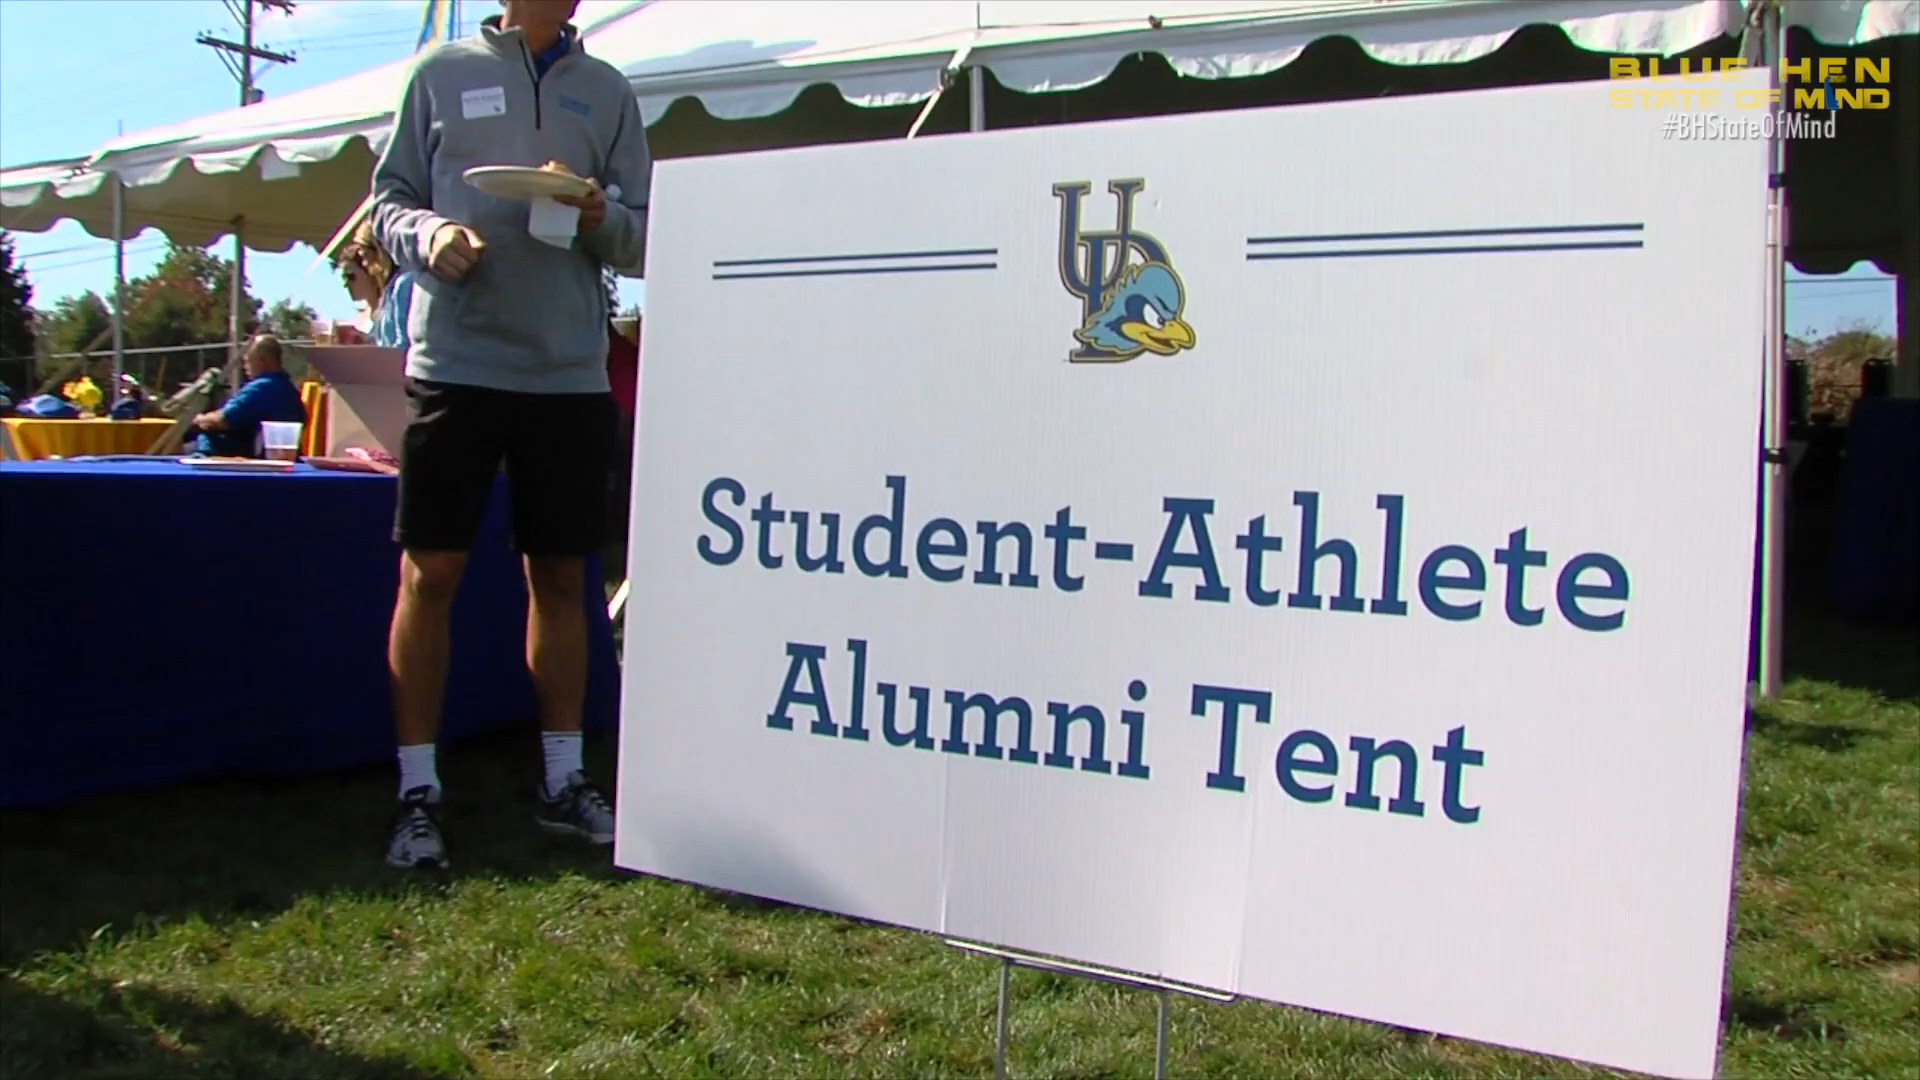 BLUE HEN
STATE OF MIND
#BHStateOfMind
UD
Student-Athlete
Alumni Tent